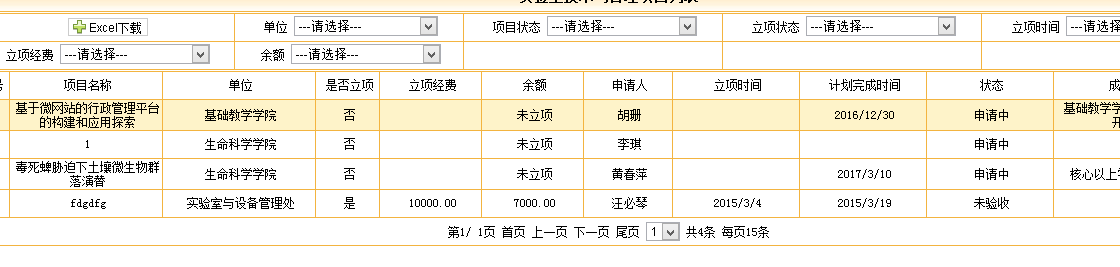 Excel下载 单位 ---请选择--- 项目状态 ---请选择--- 立项状态 ---请选择--- 立项时间 ---请选
立项经费 ---请选择--- 余额 ---请选择---
项目名称 单位 是否立项 立项经费 余额 申请人 立项时间 计划完成时间 状态
基于微网站的行政管理平台
的构建和应用探索 基础教学学院 否 未立项 胡珊 2016/12/30 申请中 基础教学学
1 生命科学学院 否 未立项 李琪 申请中
毒死蜱胁迫下土壤微生物群
落演替 生命科学学院 否 未立项 黄春萍 2017/3/10 申请中 核心以上
fdgdfg 实验室与设备管理处 是 10000.00 7000.00 汪必琴 2015/3/4 2015/3/19 未验收
第1/ 1页 首页 上一页 下一页 尾页 1 共4条 每页15条